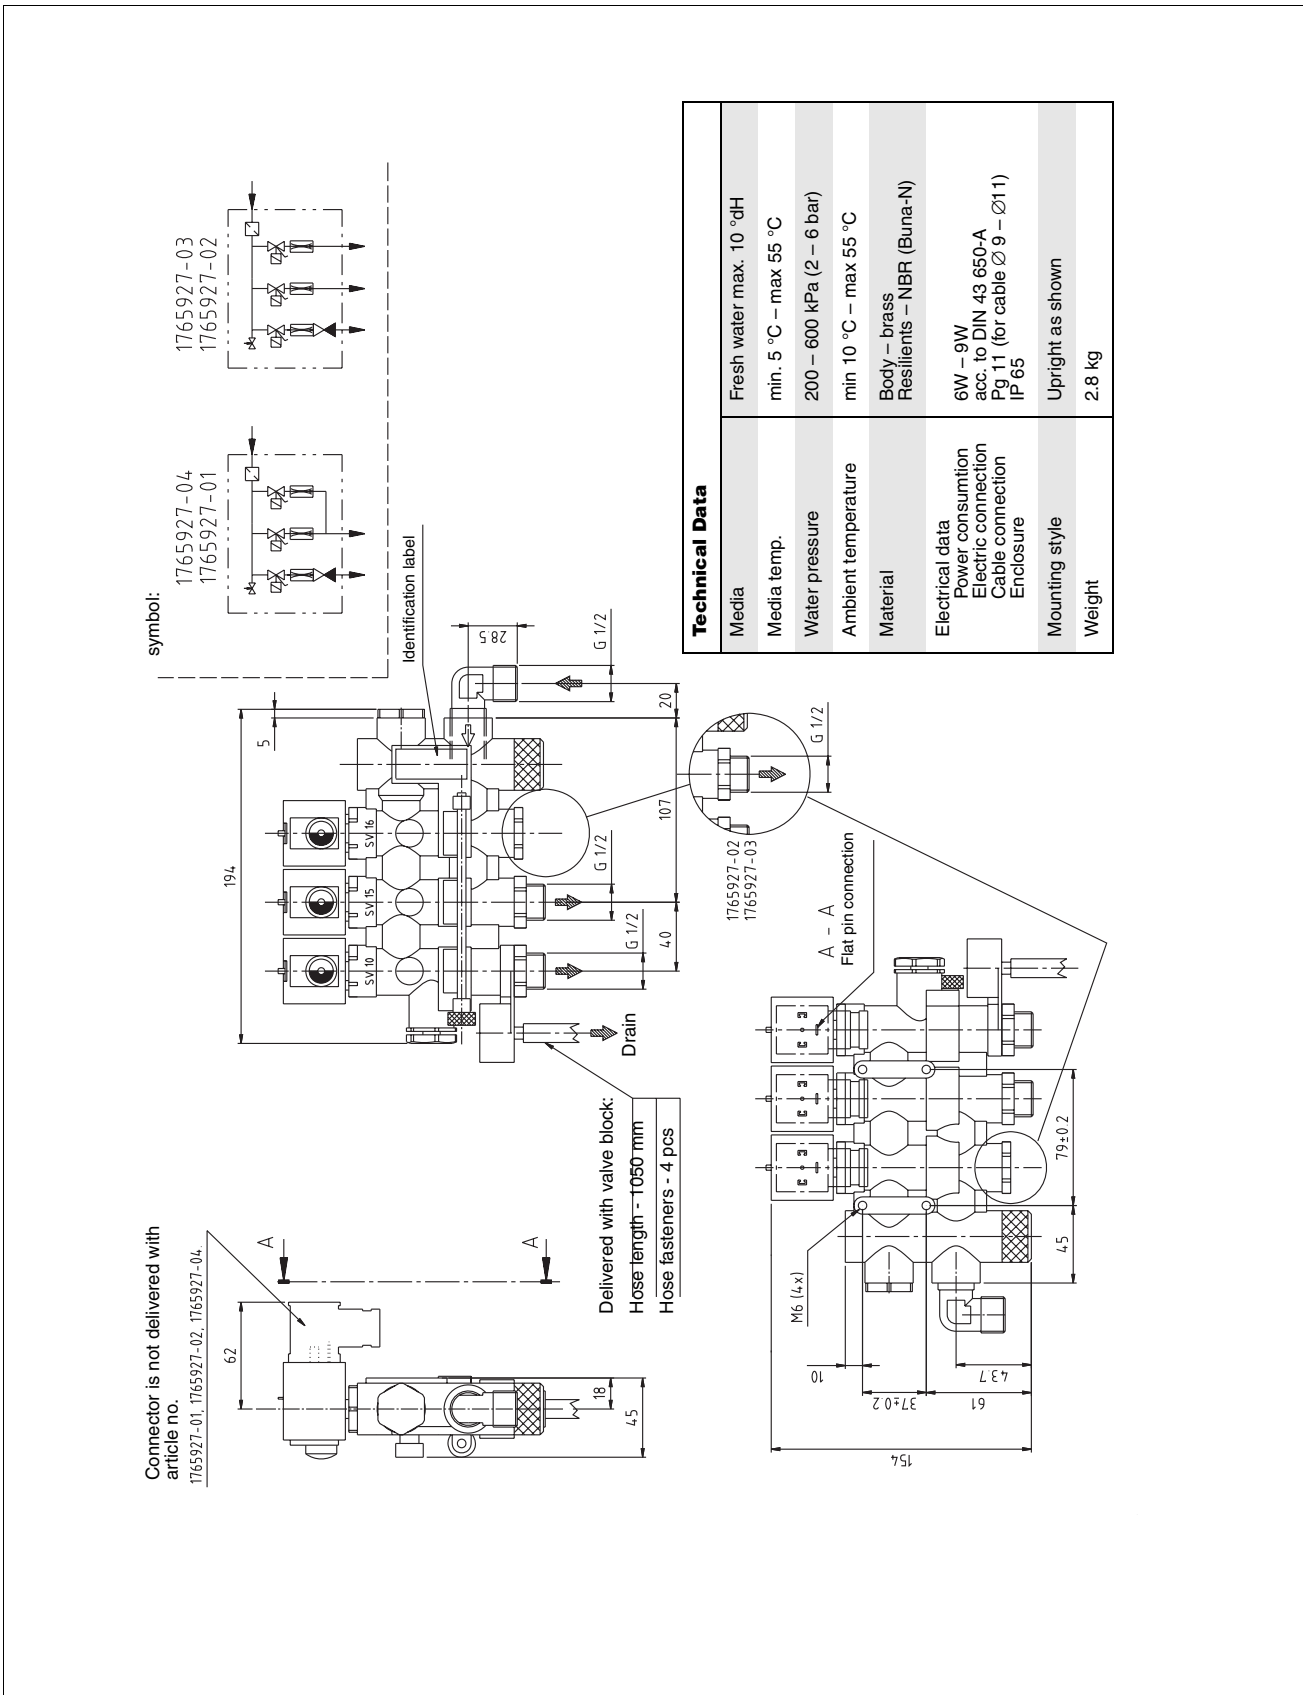 Connector is not delivered with
article no.
1765927-01, 1765927-02, 1765927-04.
62
A
A
18
45
194
5
SV 10
SV 15
SV 16
Identification label
28.5
G 1/2
G 1/2
G 1/2
20
107
40
Drain
Delivered with valve block:
Hose length - 1050 mm
Hose fasteners - 4 pcs
symbol:
1765927-04
1765927-01
1765927-03
1765927-02
1765927-02
1765927-03
G 1/2
A - A
Flat pin connection
M6 (4x)
10
37±0.2
61
43.7
154
79±0.2
45
Technical Data
Media Fresh water max. 10 °dH
Media temp. min. 5 °C – max 55 °C
Water pressure 200 – 600 kPa (2 – 6 bar)
Ambient temperature min 10 °C – max 55 °C
Material Body – brass
Resilients – NBR (Buna-N)
Electrical data
Power consumtion 6W – 9W
Electric connection acc. to DIN 43 650-A
Cable connection Pg 11 (for cable ∅ 9 – ∅11)
Enclosure IP 65
Mounting style Upright as shown
Weight 2.8 kg